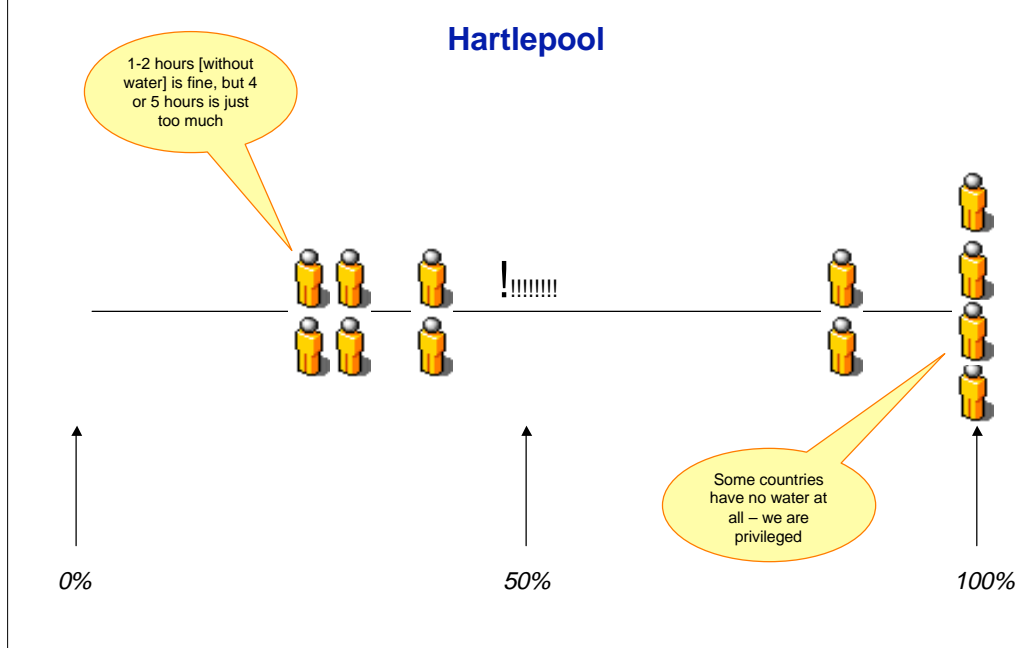 Hartlepool
1-2 hours [without
water] is fine, but 4
or 5 hours is just
too much
!!!!!!!!!
Some countries
have no water at
all – we are
privileged
0%
50%
100%